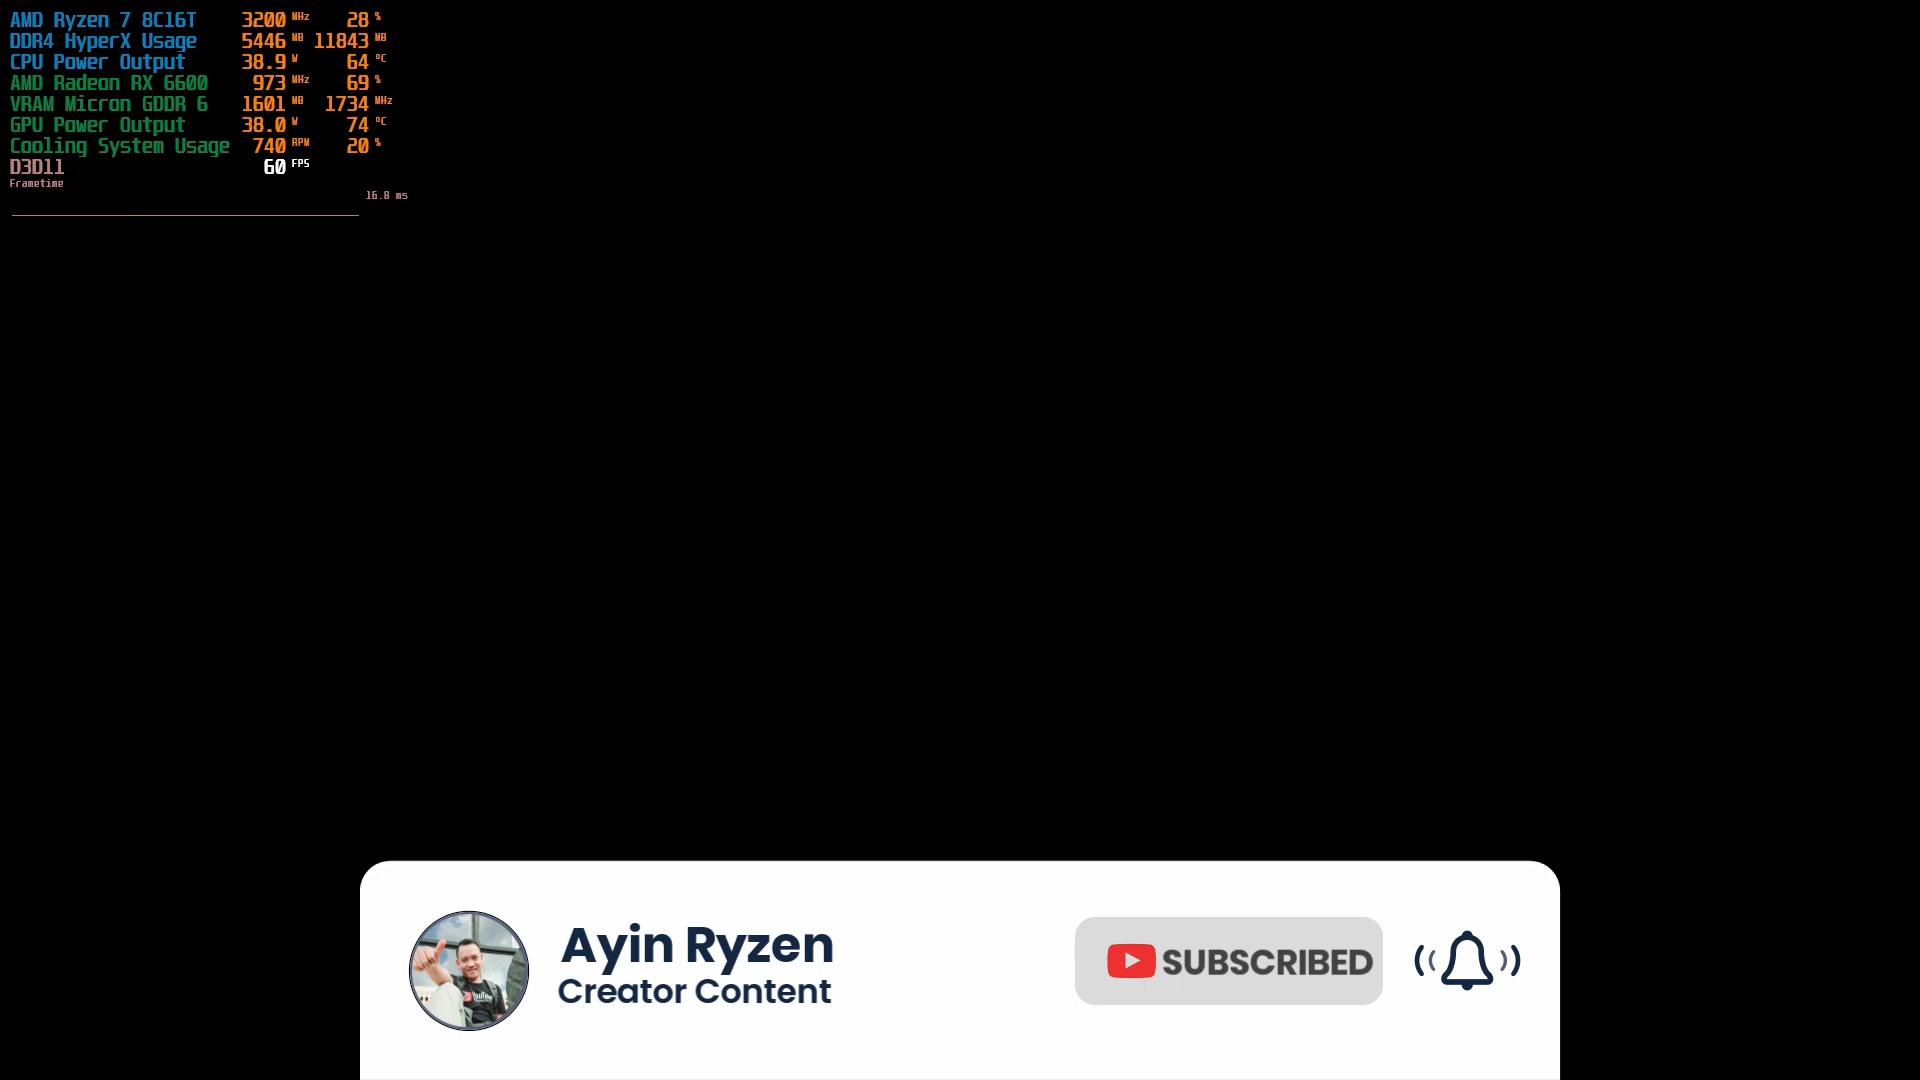 AMD Ryzen 7 8C16T 3200 MHz 28 %
DDR4 HyperX Usage 5446 MB 11843 MB
CPU Power Output 38.9 W 64 °C
AMD Radeon RX 6600 973 MHz 69 %
VRAM Micron GDDR 6 1601 MB 1734 MHz
GPU Power Output 38.0 W 74 °C
Cooling System Usage 740 RPM 20 %
D3D11 60 FPS
Frametime
16.8 ms
Ayin Ryzen
Creator Content
SUBSCRIBED